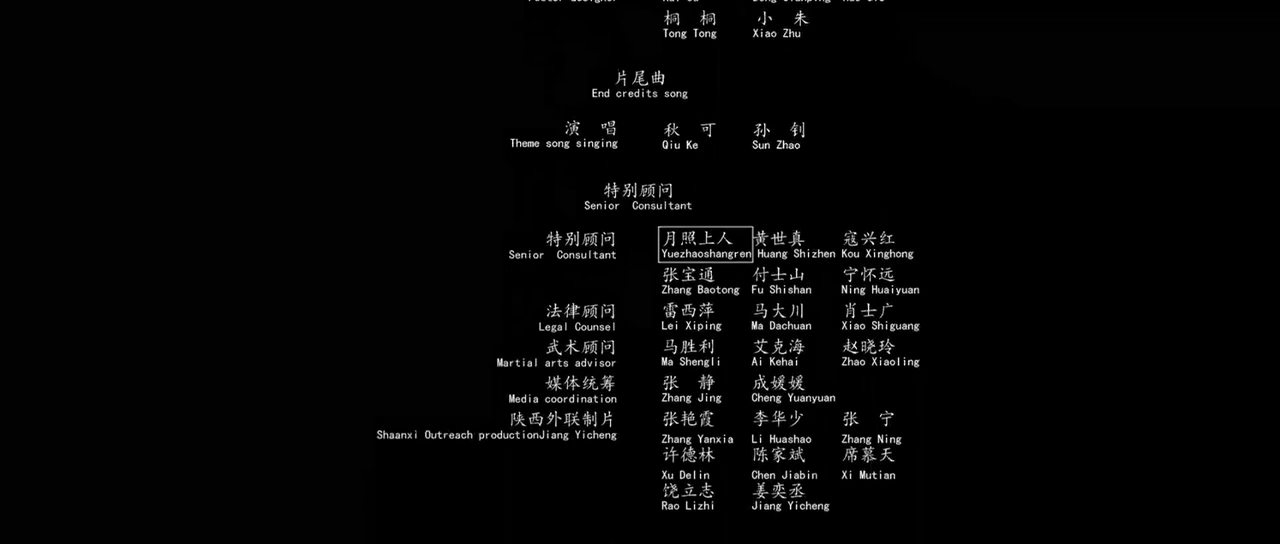 桐 桐 小 朱
Tong Tong Xiao Zhu
片尾曲
End credits song
演 唱 秋 可 孙 钊
Theme song singing Qiu Ke Sun Zhao
特别顾问
Senior Consultant
特别顾问 月照上人 黄世真 寇兴红
Senior Consultant Yuezhaoshangren Huang Shizhen Kou Xinghong
张宝通 付士山 宁怀远
Zhang Baotong Fu Shishan Ning Huaiyuan
法律顾问 雷西萍 马大川 肖士广
Legal Counsel Lei Xiping Ma Dachuan Xiao Shiguang
武术顾问 马胜利 艾克海 赵晓玲
Martial arts advisor Ma Shengli Ai Kehai Zhao Xiaoling
媒体统筹 张 静 成媛媛
Media coordination Zhang Jing Cheng Yuanyuan
陕西外联制片 张艳霞 李华少 张 宁
Shaanxi Outreach productionJiang Yicheng Zhang Yanxia Li Huashao Zhang Ning
许德林 陈家斌 席慕天
Xu Delin Chen Jiabin Xi Mutian
饶立志 姜奕丞
Rao Lizhi Jiang Yicheng